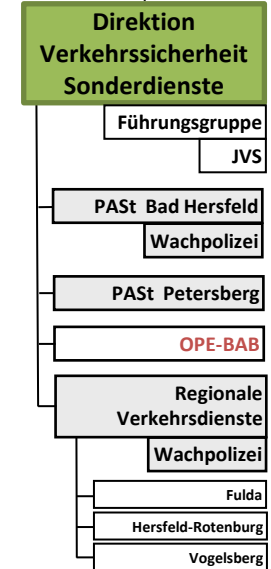 Direktion
Verkehrssicherheit
Sonderdienste
Führungsgruppe
JVS
PASt Bad Hersfeld
Wachpolizei
PASt Petersberg
OPE-BAB
Regionale
Verkehrsdienste
Wachpolizei
Fulda
Hersfeld-Rotenburg
Vogelsberg